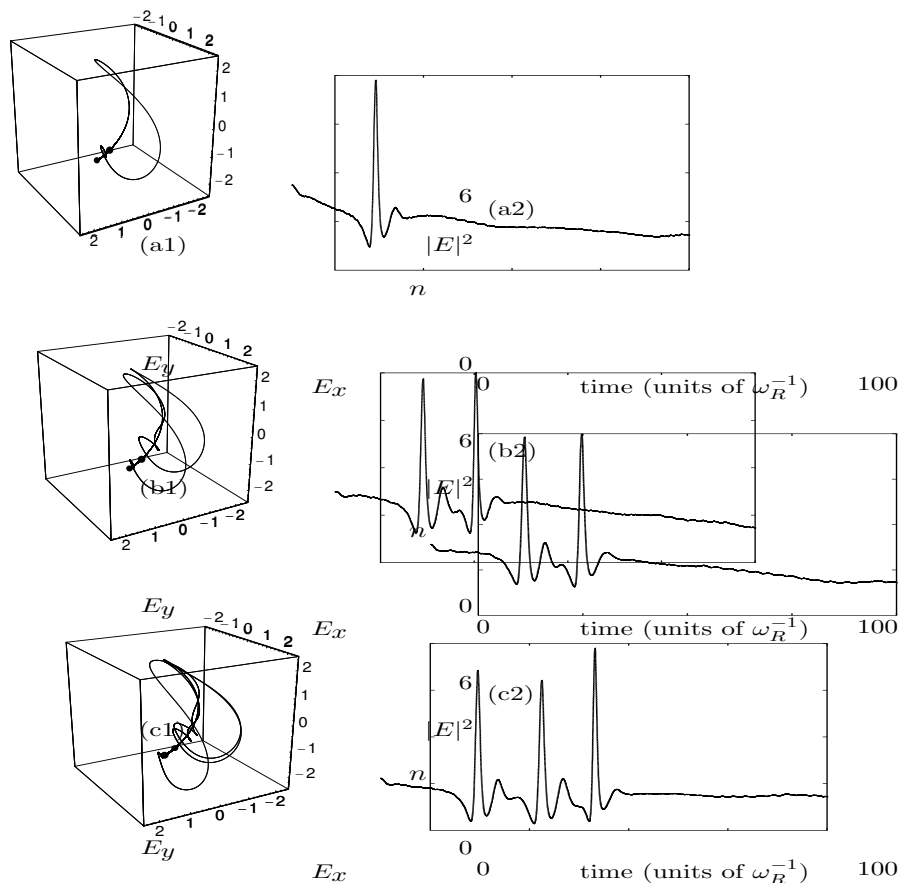 -2 -1 0 1 2
2
1
0
-1
-2
2 1 0 -1 -2
(a1)
6
(a2)
|E|^2
n
-2 -1 0 1 2
2
1
0
-1
-2
2 1 0 -1 -2
E_y
(b1)
E_x
0
0
time (units of ω_R^{-1})
100
6
(b2)
|E|^2
n
-2 -1 0 1 2
2
1
0
-1
-2
2 1 0 -1 -2
E_y
(c1)
E_x
0
0
time (units of ω_R^{-1})
100
6
(c2)
|E|^2
n
E_y
E_x
0
0
time (units of ω_R^{-1})
100